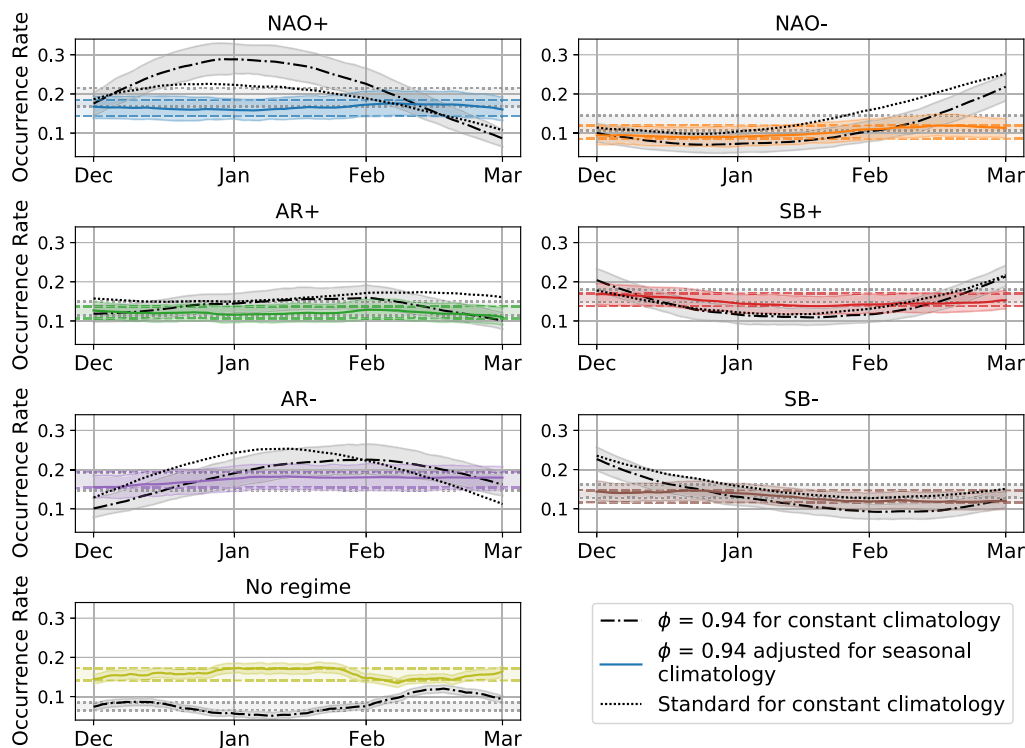 NAO+
NAO-
Occurrence Rate
0.3
0.2
0.1
Dec
Jan
Feb
Mar
0.3
0.2
0.1
Dec
Jan
Feb
Mar
AR+
SB+
Occurrence Rate
0.3
0.2
0.1
Dec
Jan
Feb
Mar
0.3
0.2
0.1
Dec
Jan
Feb
Mar
AR-
SB-
Occurrence Rate
0.3
0.2
0.1
Dec
Jan
Feb
Mar
0.3
0.2
0.1
Dec
Jan
Feb
Mar
No regime
Occurrence Rate
0.3
0.2
0.1
Dec
Jan
Feb
Mar
ϕ = 0.94 for constant climatology
ϕ = 0.94 adjusted for seasonal
climatology
Standard for constant climatology